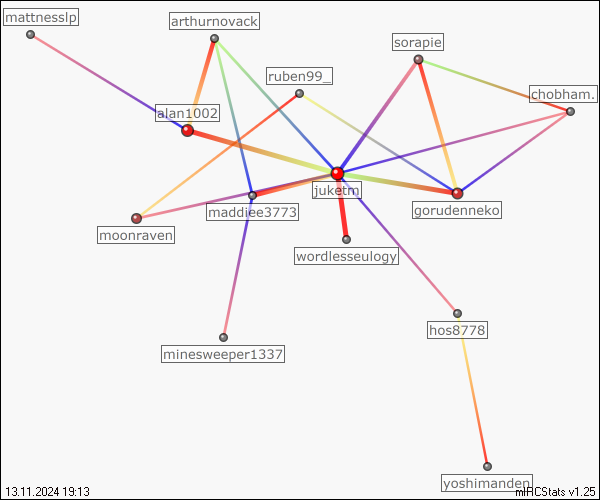 mattnesslp
arthurnovack
sorapie
ruben99_
chobham.
alan1002
juketm
maddiee3773
gorudenneko
moonraven
wordlesseulogy
hos8778
minesweeper1337
yoshimanden
13.11.2024 19:13
mIRCStats v1.25